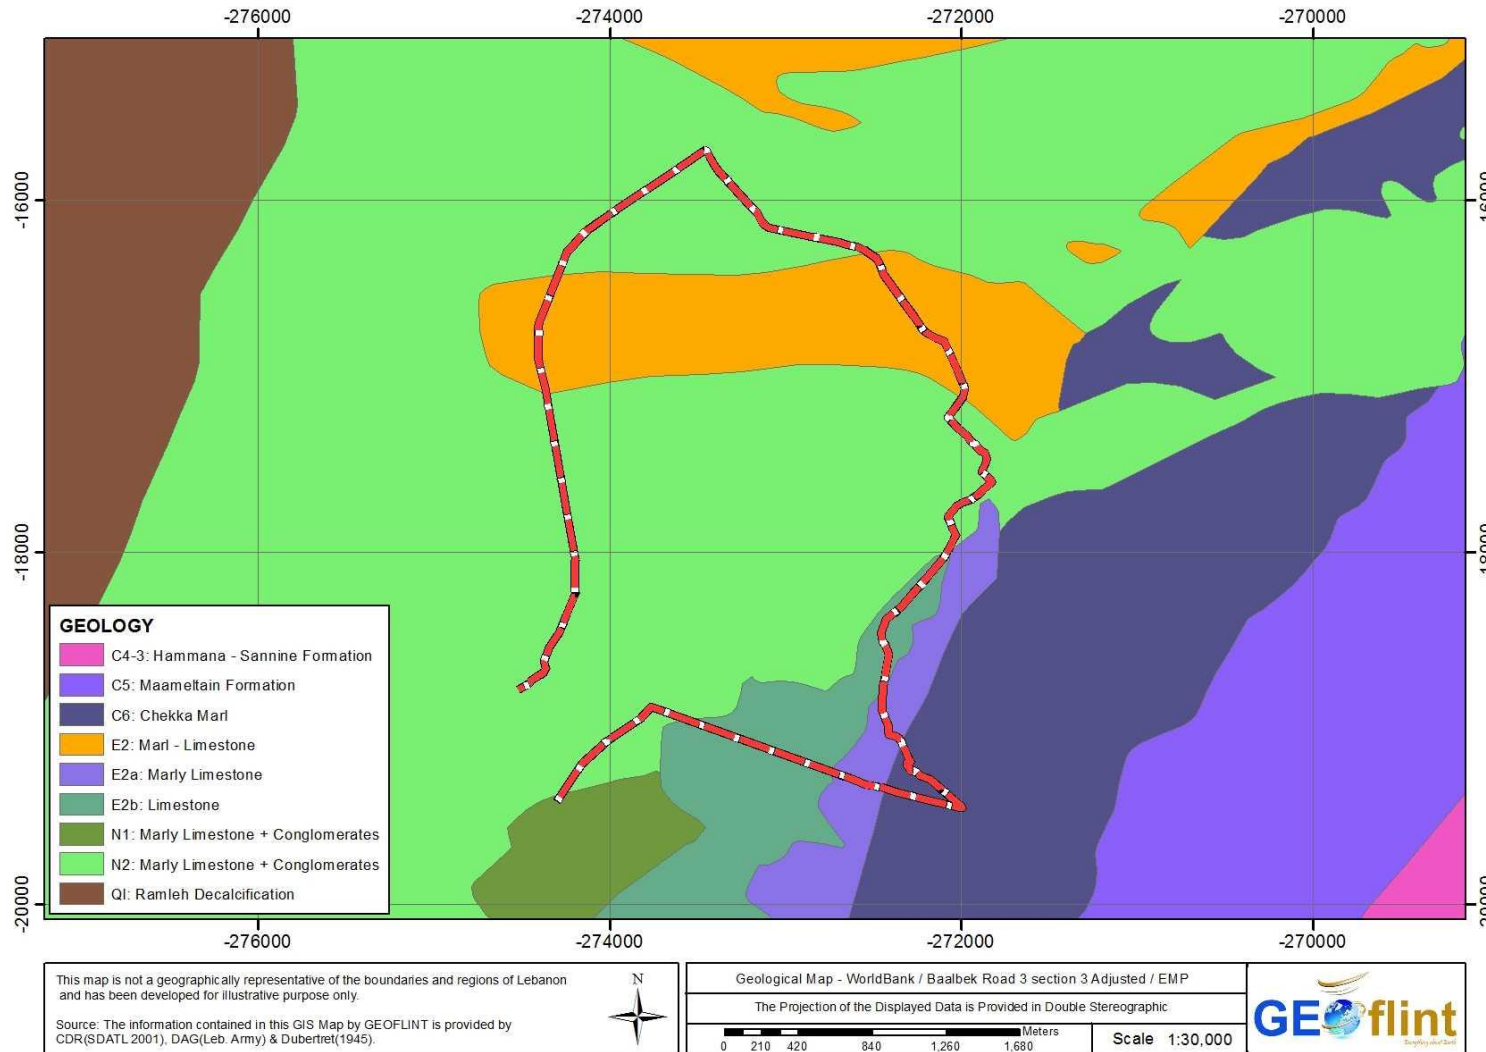 -276000 -274000 -272000 -270000
-16000 16000
-18000 18000
-20000 20000
GEOLOGY
C4-3: Hammana - Sannine Formation
C5: Maameltain Formation
C6: Chekka Marl
E2: Marl - Limestone
E2a: Marly Limestone
E2b: Limestone
N1: Marly Limestone + Conglomerates
N2: Marly Limestone + Conglomerates
QI: Ramleh Decalcification
-276000 -274000 -272000 -270000
This map is not a geographically representative of the boundaries and regions of Lebanon
and has been developed for illustrative purpose only.
Source: The information contained in this GIS Map by GEOFLINT is provided by
CDR(SDATL 2001), DAG(Leb. Army) & Dubertret(1945).
N
Geological Map - WorldBank / Baalbek Road 3 section 3 Adjusted / EMP
The Projection of the Displayed Data is Provided in Double Stereographic
Meters
0 210 420 840 1,260 1,680
Scale 1:30,000
GEOflint